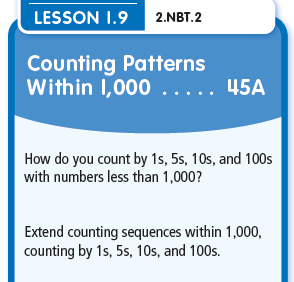 LESSON 1.9 2.NBT.2
Counting Patterns
Within 1,000 ..... 45A
How do you count by 1s, 5s, 10s, and 100s
with numbers less than 1,000?
Extend counting sequences within 1,000,
counting by 1s, 5s, 10s, and 100s.